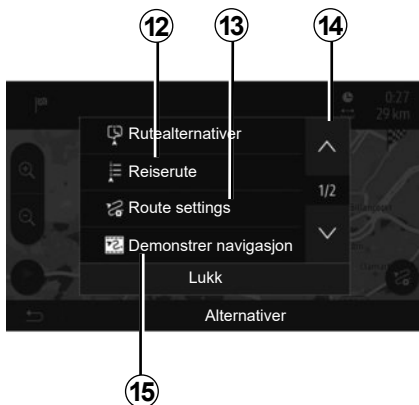 12 13 14
0:27
29 km
Rutealternativer
Reiserute
1/2
Route settings
Demonstrer navigasjon
Lukk
Alternativer
15